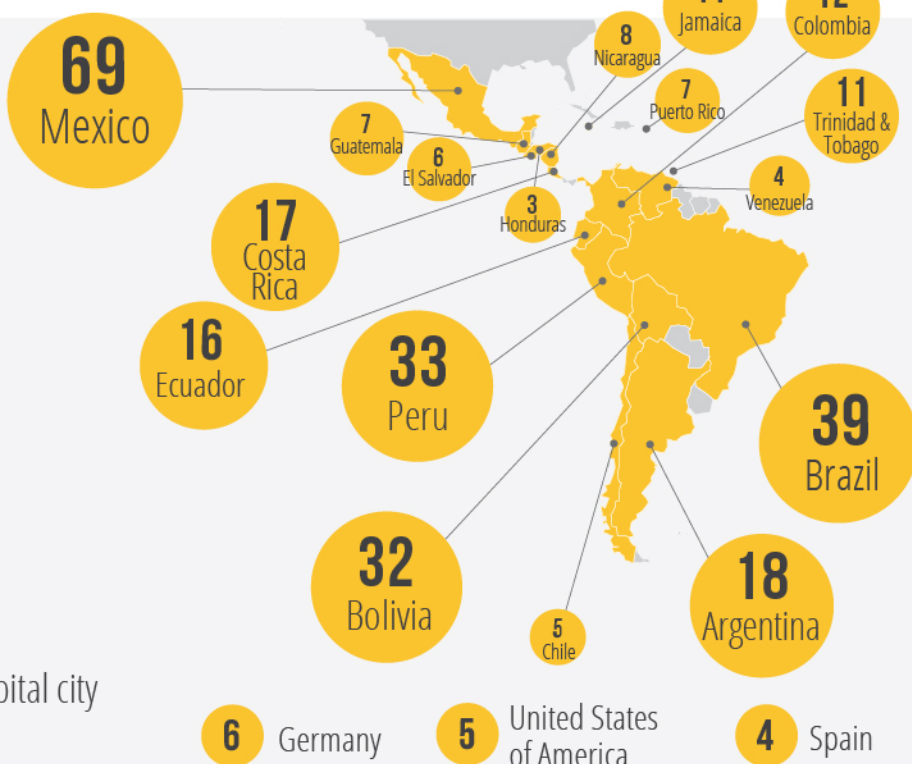 69
Mexico
8
Nicaragua
Jamaica
12
Colombia
7
Puerto Rico
11
Trinidad &
Tobago
7
Guatemala
6
El Salvador
3
Honduras
4
Venezuela
17
Costa
Rica
16
Ecuador
33
Peru
39
Brazil
32
Bolivia
18
Argentina
5
Chile
city
6
Germany
5
United States
of America
4
Spain